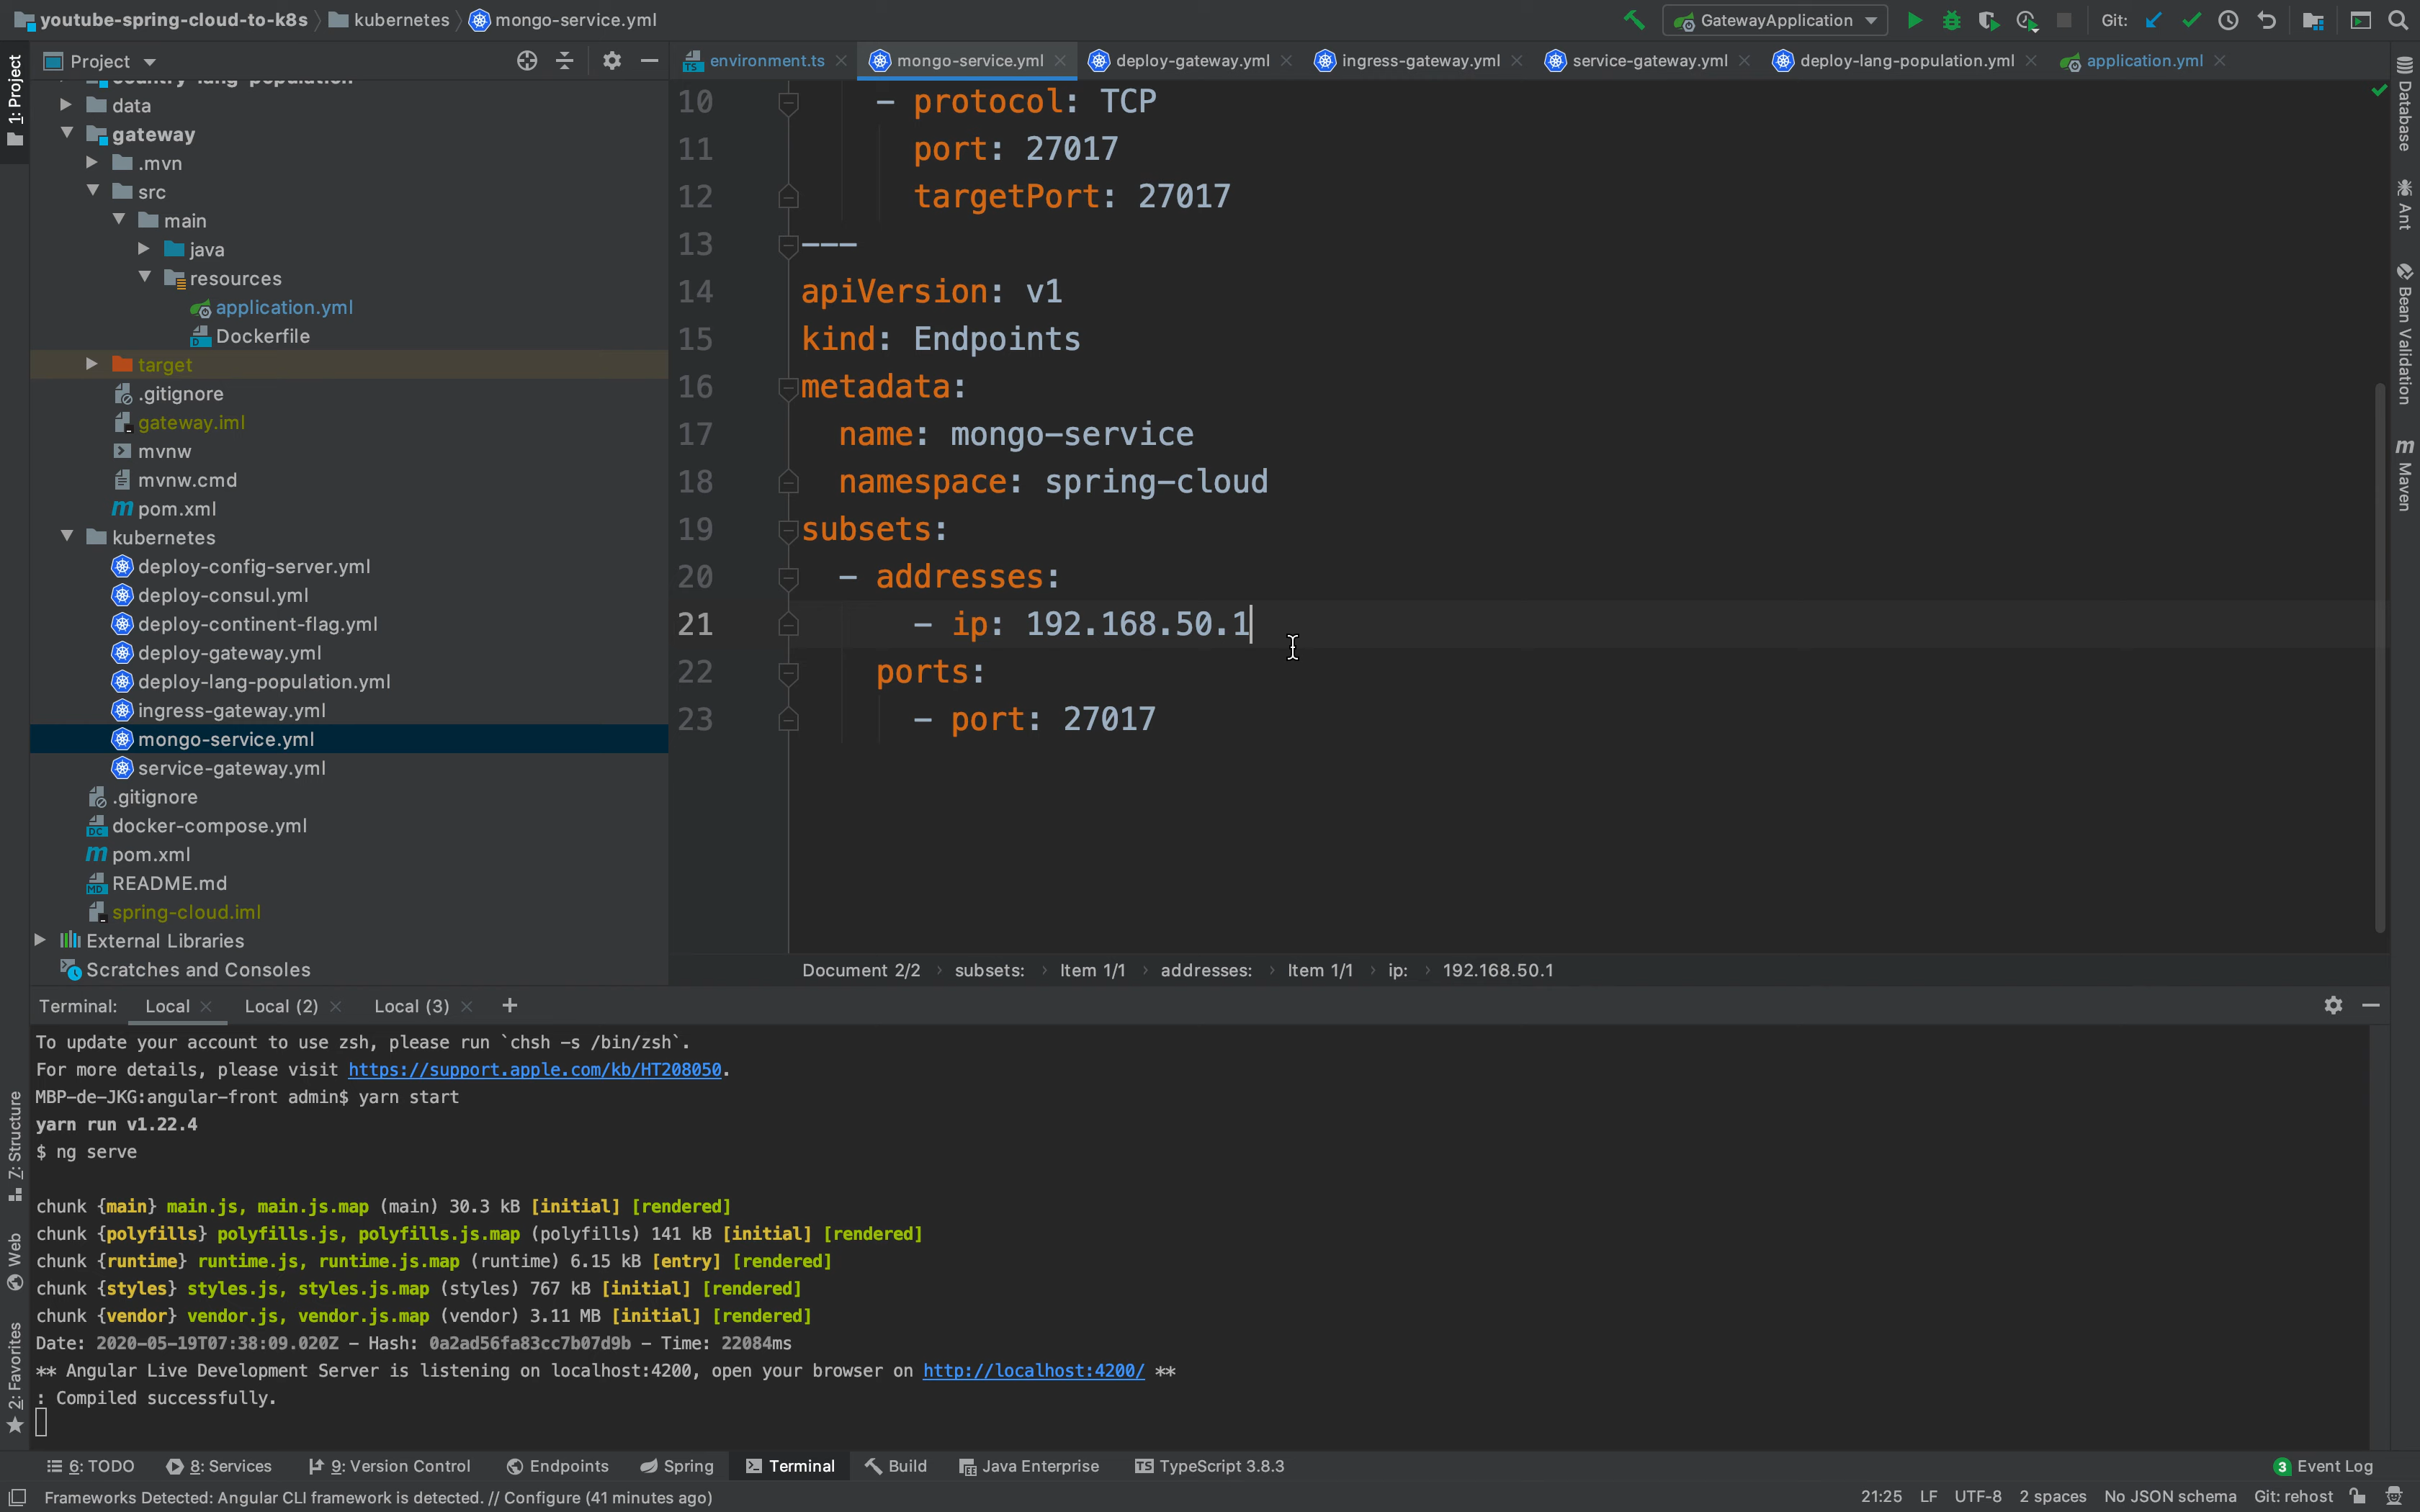 youtube-spring-cloud-to-k8s kubernetes mongo-service.yml GatewayApplication Git:
1: Project
Project
environment.ts mongo-service.yml deploy-gateway.yml ingress-gateway.yml service-gateway.yml deploy-lang-population.yml application.yml
country-lang-population
data
gateway
.mvn
src
main
java
resources
application.yml
Dockerfile
target
.gitignore
gateway.iml
mvnw
mvnw.cmd
pom.xml
kubernetes
deploy-config-server.yml
deploy-consul.yml
deploy-continent-flag.yml
deploy-gateway.yml
deploy-lang-population.yml
ingress-gateway.yml
mongo-service.yml
service-gateway.yml
.gitignore
docker-compose.yml
pom.xml
README.md
spring-cloud.iml
External Libraries
Scratches and Consoles
10 - protocol: TCP
11 port: 27017
12 targetPort: 27017
13 ---
14 apiVersion: v1
15 kind: Endpoints
16 metadata:
17 name: mongo-service
18 namespace: spring-cloud
19 subsets:
20 - addresses:
21 - ip: 192.168.50.1
22 ports:
23 - port: 27017
Document 2/2 › subsets: › Item 1/1 › addresses: › Item 1/1 › ip: › 192.168.50.1
Database
Ant
Bean Validation
Maven
Terminal: Local Local (2) Local (3) +
To update your account to use zsh, please run `chsh -s /bin/zsh`.
For more details, please visit https://support.apple.com/kb/HT208050.
MBP-de-JKG:angular-front admin$ yarn start
yarn run v1.22.4
$ ng serve
chunk {main} main.js, main.js.map (main) 30.3 kB [initial] [rendered]
chunk {polyfills} polyfills.js, polyfills.js.map (polyfills) 141 kB [initial] [rendered]
chunk {runtime} runtime.js, runtime.js.map (runtime) 6.15 kB [entry] [rendered]
chunk {styles} styles.js, styles.js.map (styles) 767 kB [initial] [rendered]
chunk {vendor} vendor.js, vendor.js.map (vendor) 3.11 MB [initial] [rendered]
Date: 2020-05-19T07:38:09.020Z - Hash: 0a2ad56fa83cc7b07d9b - Time: 22084ms
** Angular Live Development Server is listening on localhost:4200, open your browser on http://localhost:4200/ **
: Compiled successfully.
Z: Structure
Web
2: Favorites
6: TODO 8: Services 9: Version Control Endpoints Spring Terminal Build Java Enterprise TypeScript 3.8.3 3 Event Log
Frameworks Detected: Angular CLI framework is detected. // Configure (41 minutes ago) 21:25 LF UTF-8 2 spaces No JSON schema Git: rehost